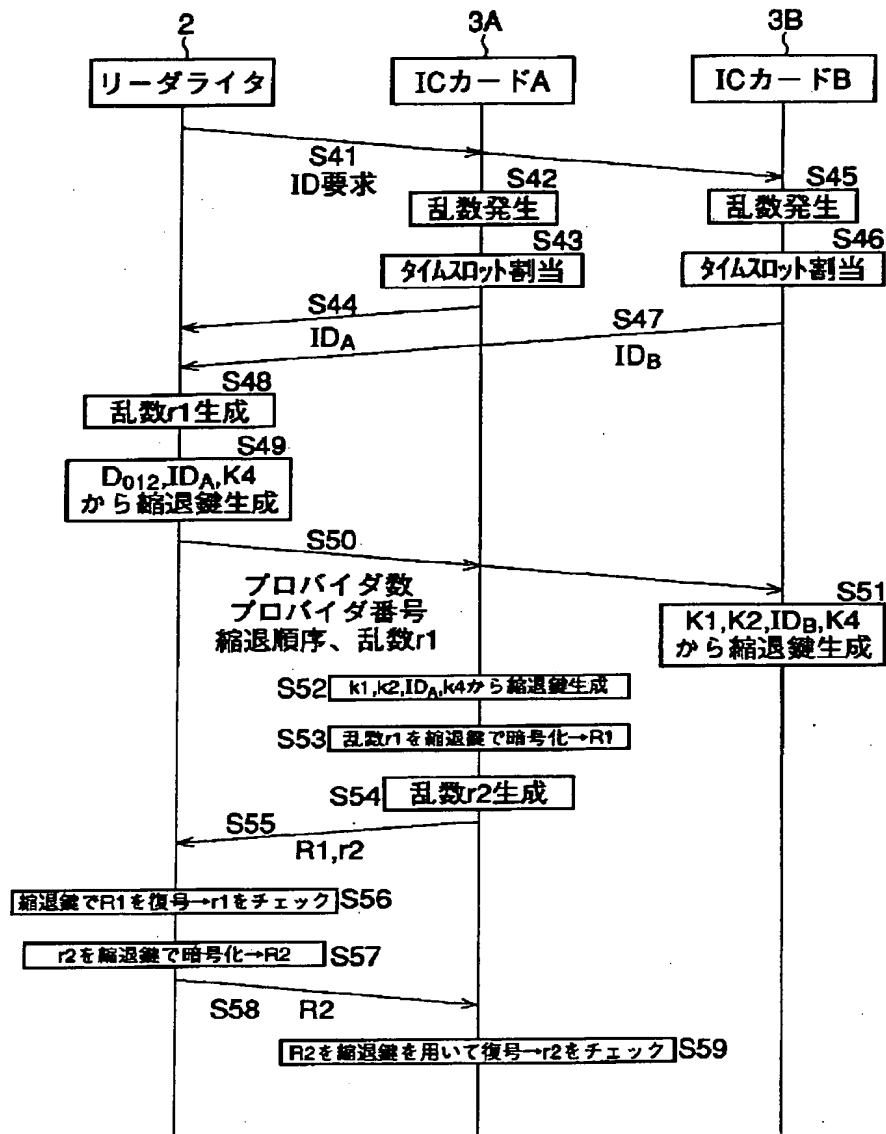 2
3A
3B
リーダライタ
ICカードA
ICカードB
S41
ID要求
S42
乱数発生
S45
乱数発生
S43
タイムスロット割当
S46
タイムスロット割当
S44
IDA
S47
IDB
S48
乱数r1生成
S49
D012,IDA,K4
から縮退鍵生成
S50
プロバイダ数
プロバイダ番号
縮退順序、乱数r1
S51
K1,K2,IDB,K4
から縮退鍵生成
S52
k1,k2,IDA,k4から縮退鍵生成
S53
乱数r1を縮退鍵で暗号化→R1
S54
乱数r2生成
S55
R1,r2
縮退鍵でR1を復号→r1をチェック
S56
r2を縮退鍵で暗号化→R2
S57
S58
R2
R2を縮退鍵を用いて復号→r2をチェック
S59